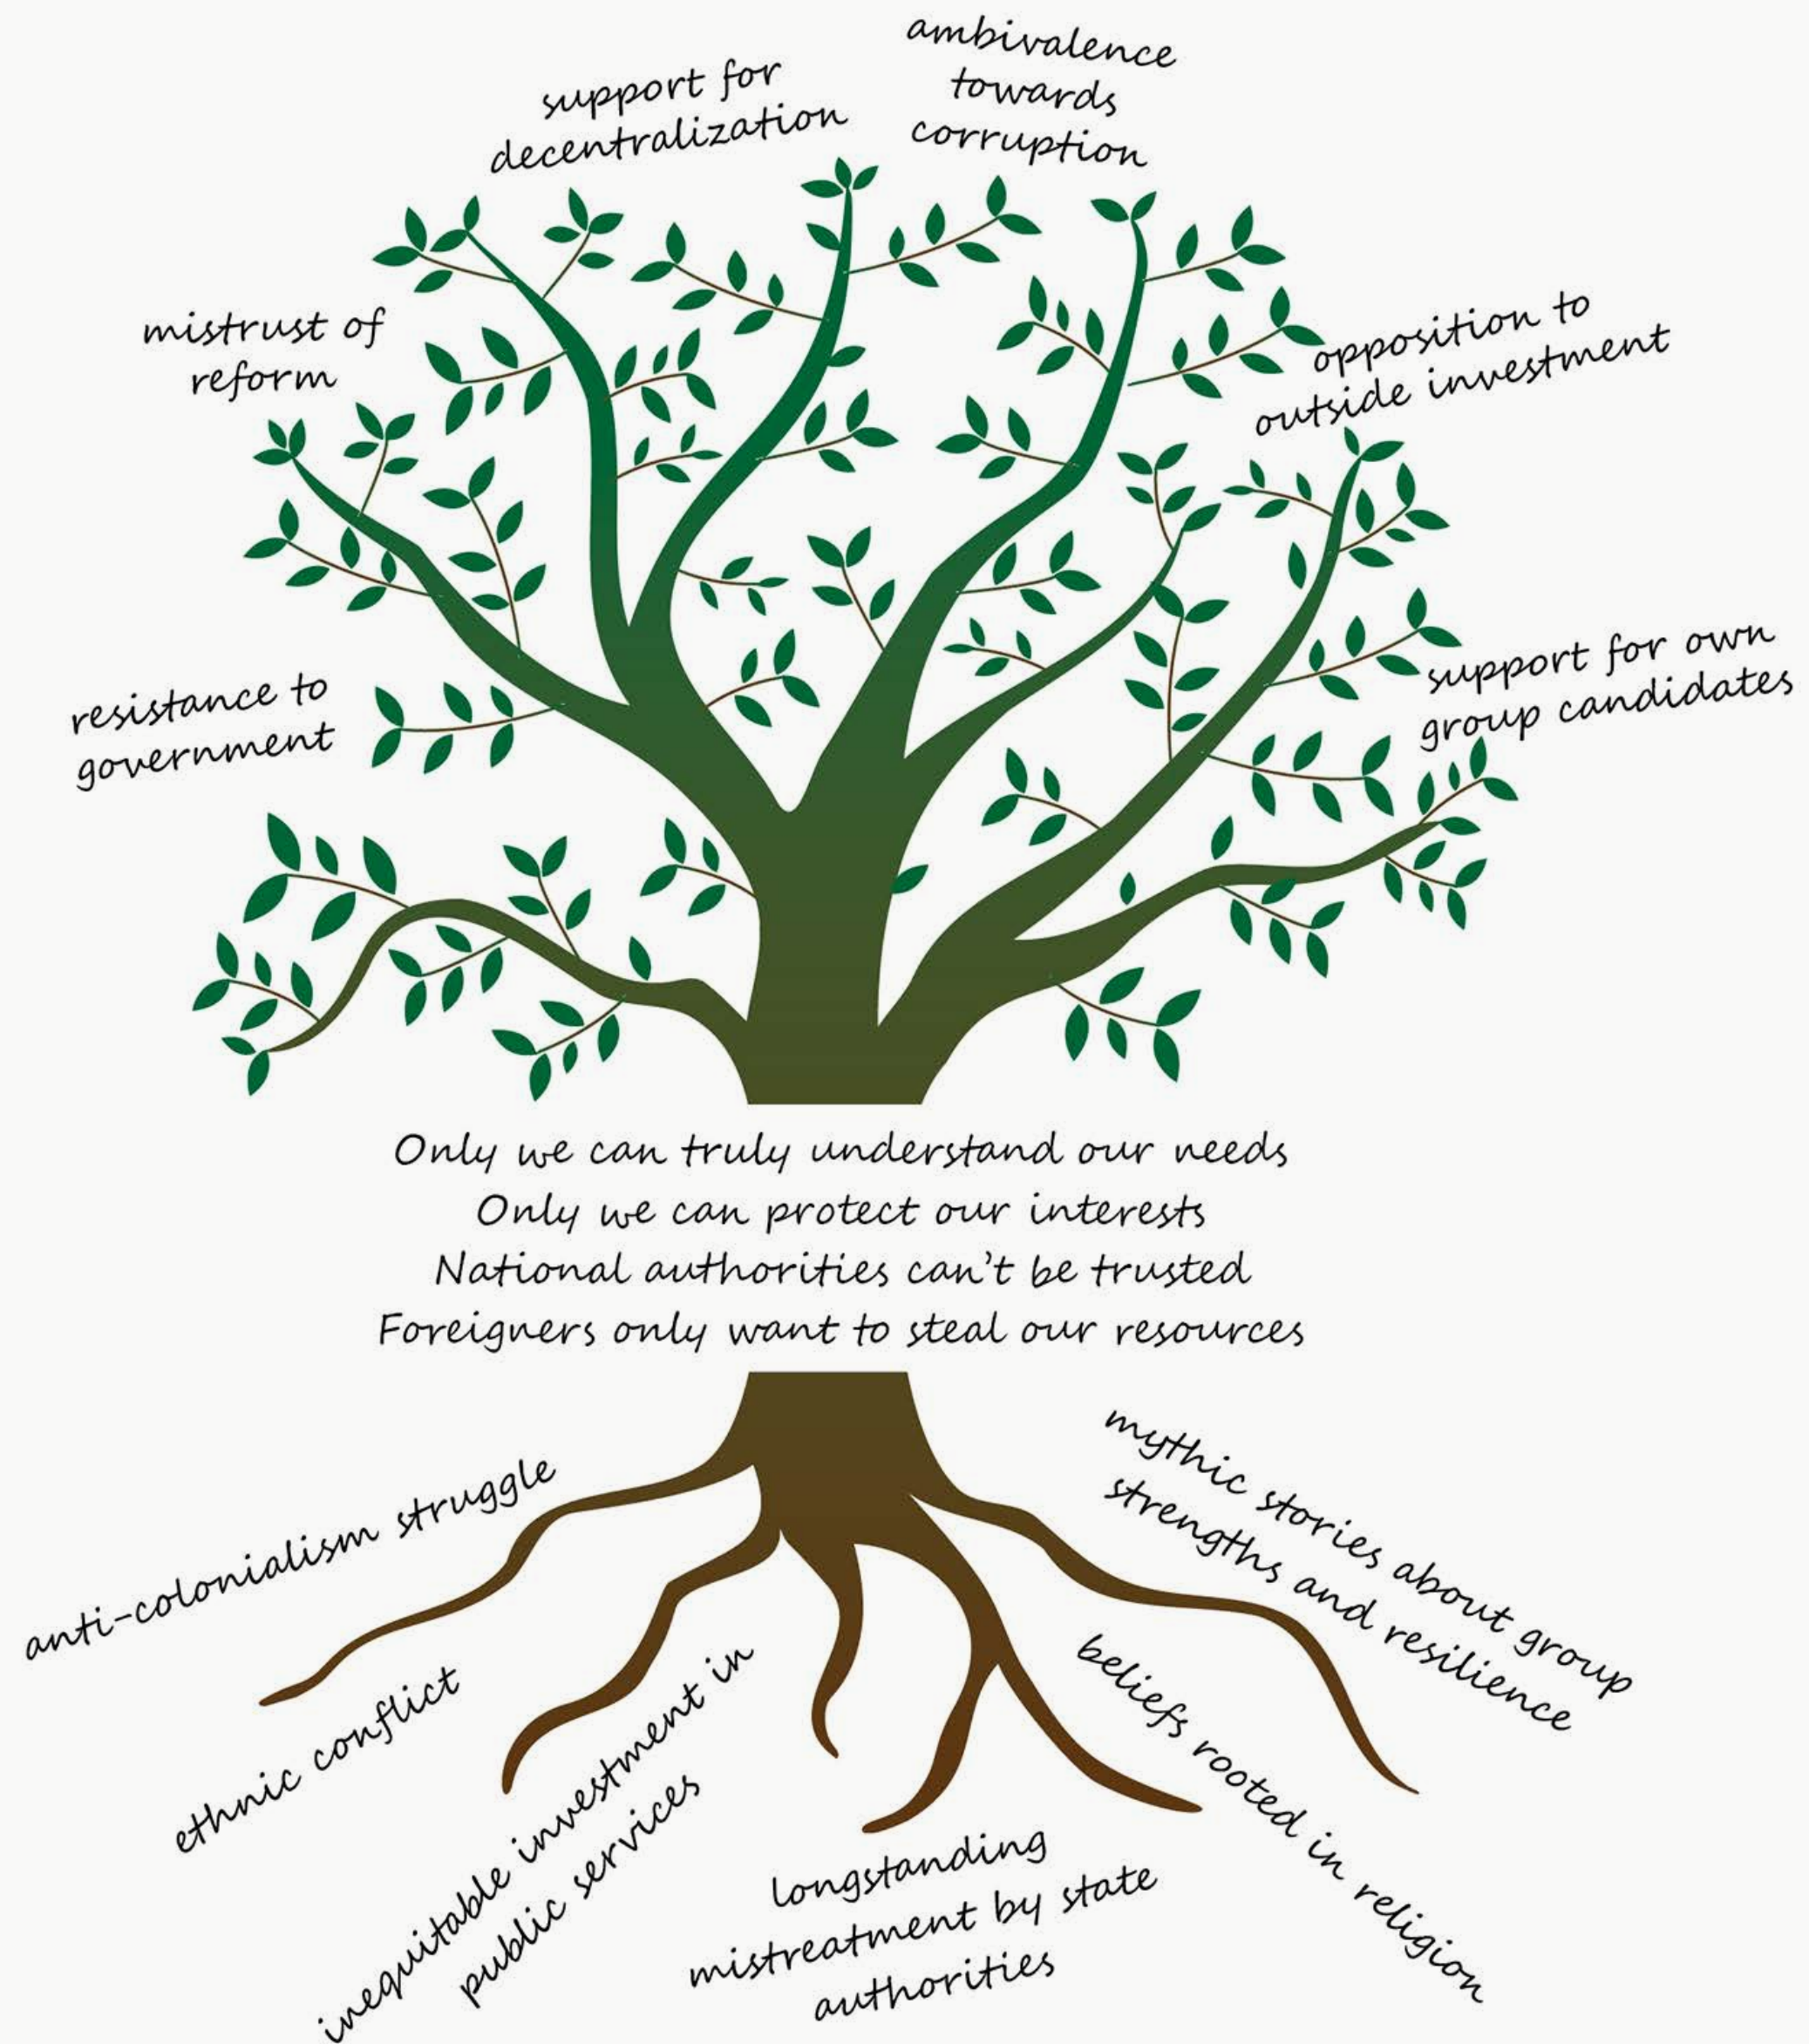 ambivalence
towards
corruption
support for
decentralization
mistrust of
reform
opposition to
outside investment
resistance to
government
support for own
group candidates
Only we can truly understand our needs
Only we can protect our interests
National authorities can't be trusted
Foreigners only want to steal our resources
anti-colonialism struggle
ethnic conflict
inequitable investment in
public services
longstanding
mistreatment by state
authorities
beliefs rooted in religion
mythic stories about group
strengths and resilience